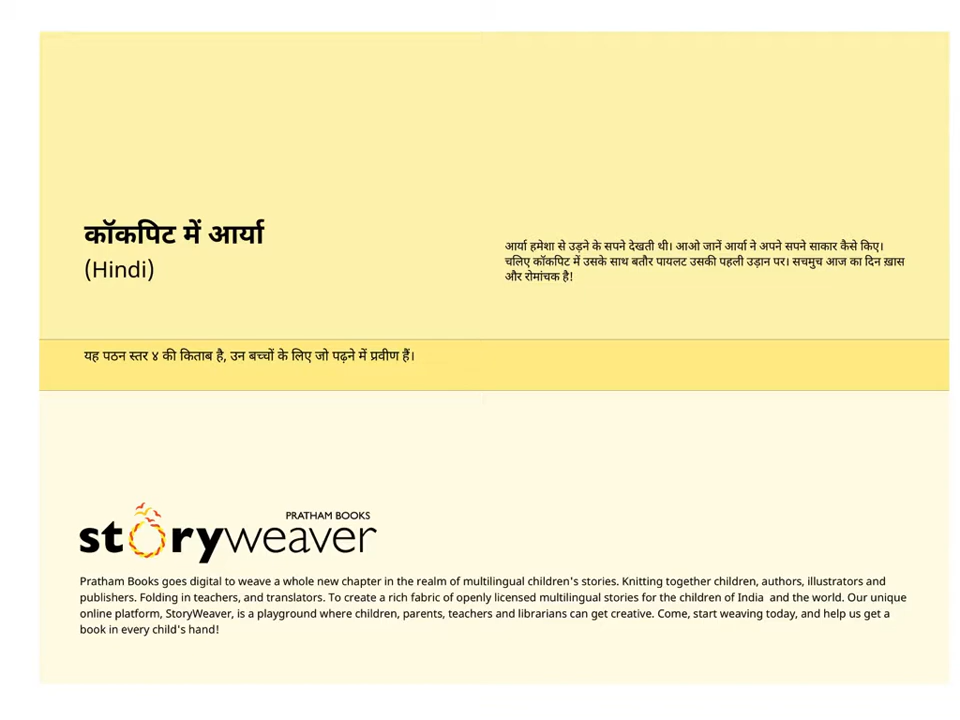 कॉकपिट में आर्या
(Hindi)
आर्या हमेशा से उड़ने के सपने देखती थी। आओ जानें आर्या ने अपने सपने साकार कैसे किए।
चलिए कॉकपिट में उसके साथ बतौर पायलट उसकी पहली उड़ान पर। सचमुच आज का दिन ख़ास
और रोमांचक है!
यह पठन स्तर ४ की किताब है, उन बच्चों के लिए जो पढ़ने में प्रवीण हैं।
PRATHAM BOOKS
storyweaver
Pratham Books goes digital to weave a whole new chapter in the realm of multilingual children's stories. Knitting together children, authors, illustrators and
publishers. Folding in teachers, and translators. To create a rich fabric of openly licensed multilingual stories for the children of India and the world. Our unique
online platform, StoryWeaver, is a playground where children, parents, teachers and librarians can get creative. Come, start weaving today, and help us get a
book in every child's hand!